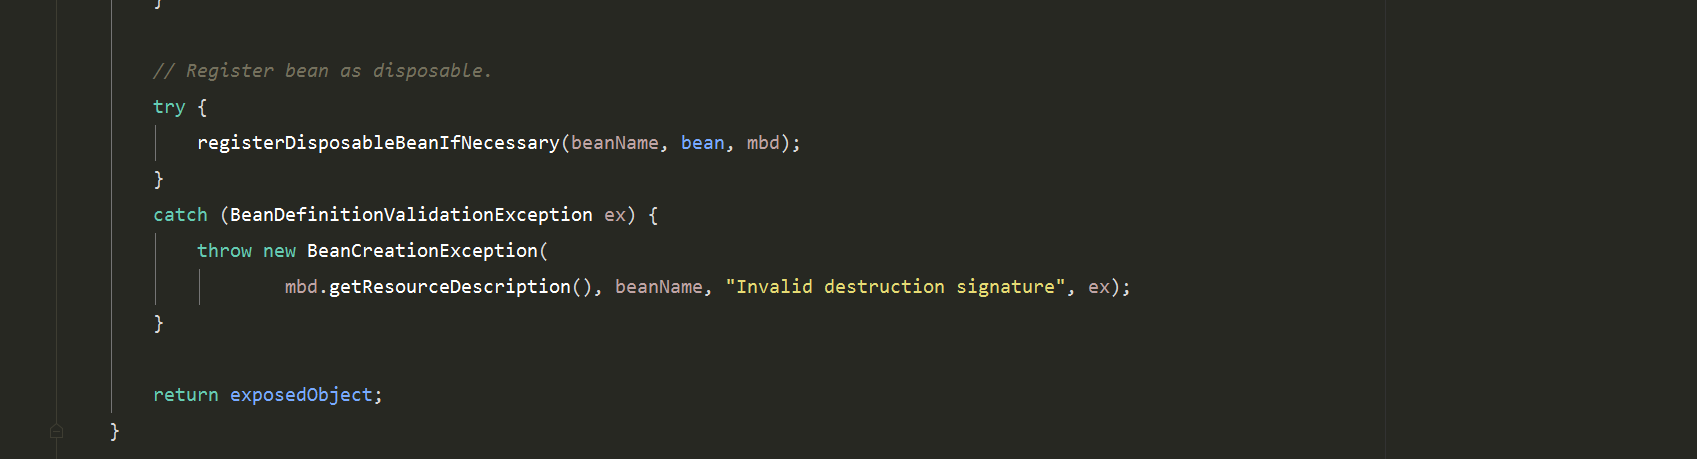 }
// Register bean as disposable.
try {
registerDisposableBeanIfNecessary(beanName, bean, mbd);
}
catch (BeanDefinitionValidationException ex) {
throw new BeanCreationException(
mbd.getResourceDescription(), beanName, "Invalid destruction signature", ex);
}
return exposedObject;
}